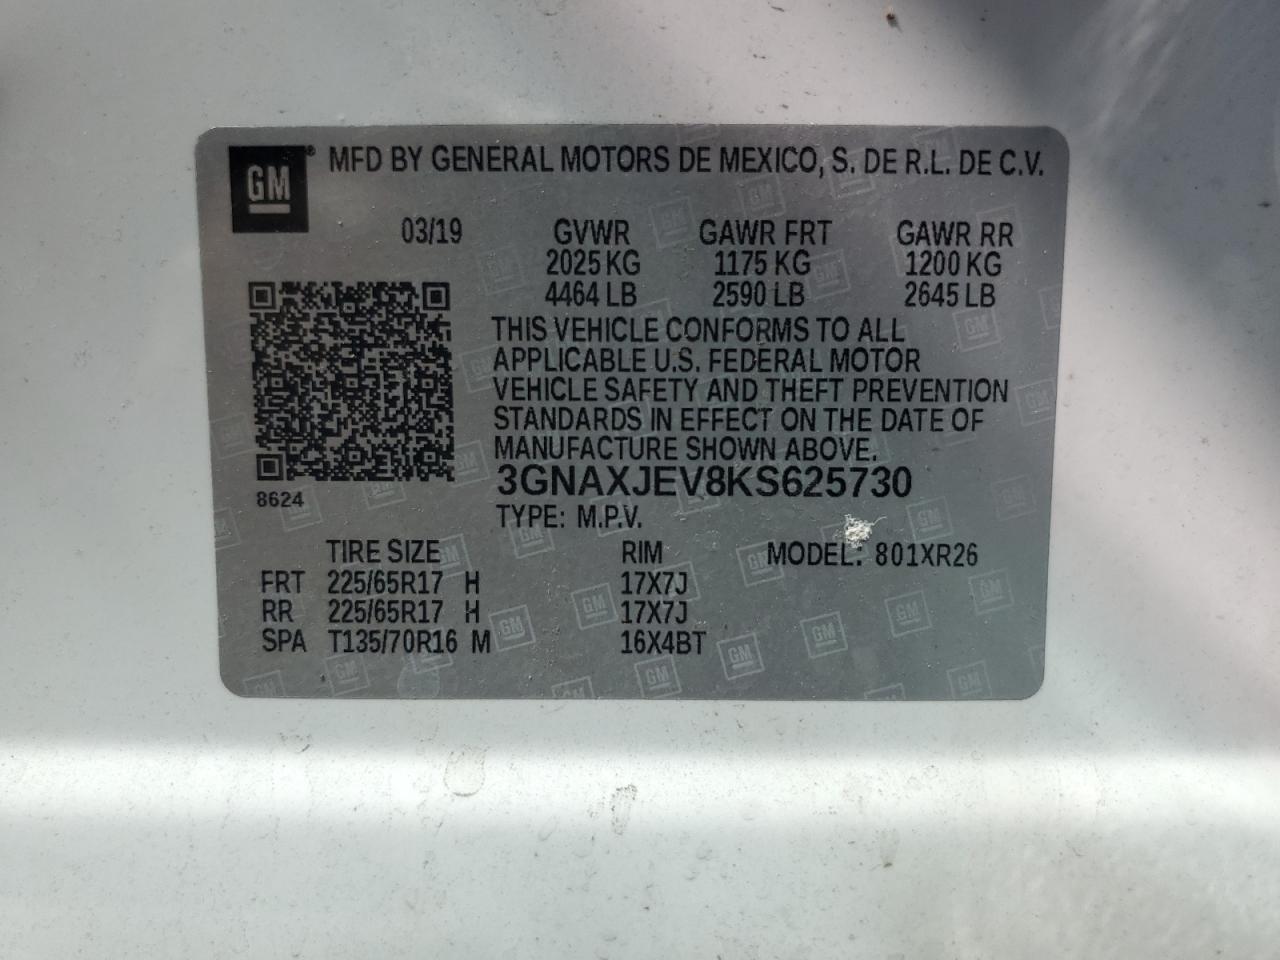 GM® MFD BY GENERAL MOTORS DE MEXICO, S. DE R.L. DE C.V.
03/19 GVWR GAWR FRT GAWR RR
2025 KG 1175 KG 1200 KG
4464 LB 2590 LB 2645 LB
THIS VEHICLE CONFORMS TO ALL
APPLICABLE U.S. FEDERAL MOTOR
VEHICLE SAFETY AND THEFT PREVENTION
STANDARDS IN EFFECT ON THE DATE OF
MANUFACTURE SHOWN ABOVE.
3GNAXJEV8KS625730
8624
TYPE: M.P.V.
TIRE SIZE RIM MODEL: 801XR26
FRT 225/65R17 H 17X7J
RR 225/65R17 H 17X7J
SPA T135/70R16 M 16X4BT